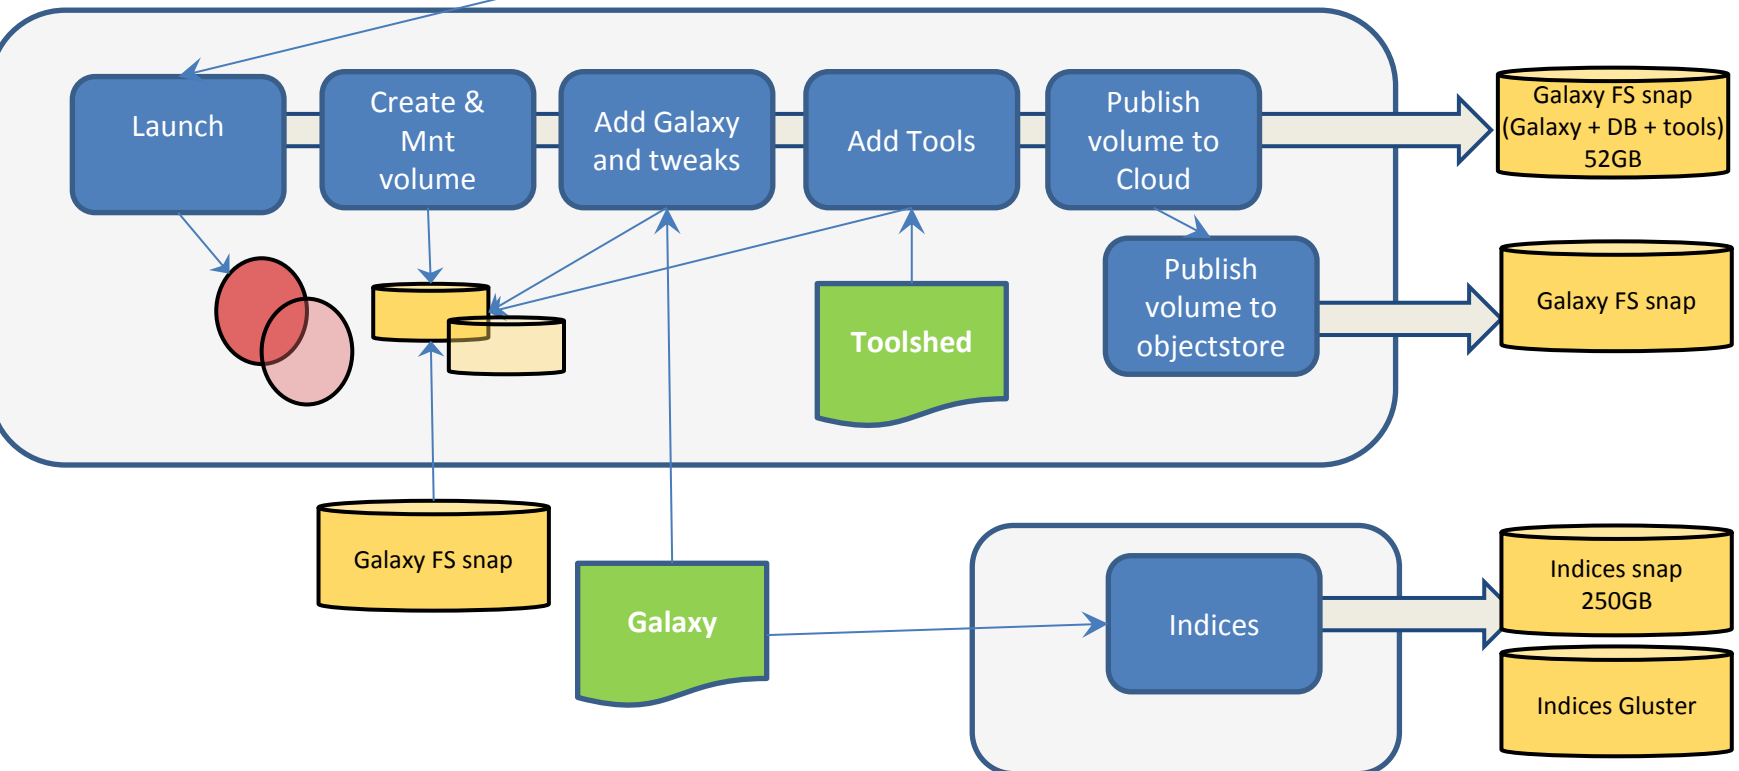 Launch
Create &
Mnt
volume
Add Galaxy
and tweaks
Add Tools
Publish
volume to
Cloud
Galaxy FS snap
(Galaxy + DB + tools)
52GB
Publish
volume to
objectstore
Galaxy FS snap
Toolshed
Galaxy FS snap
Galaxy
Indices
Indices snap
250GB
Indices Gluster